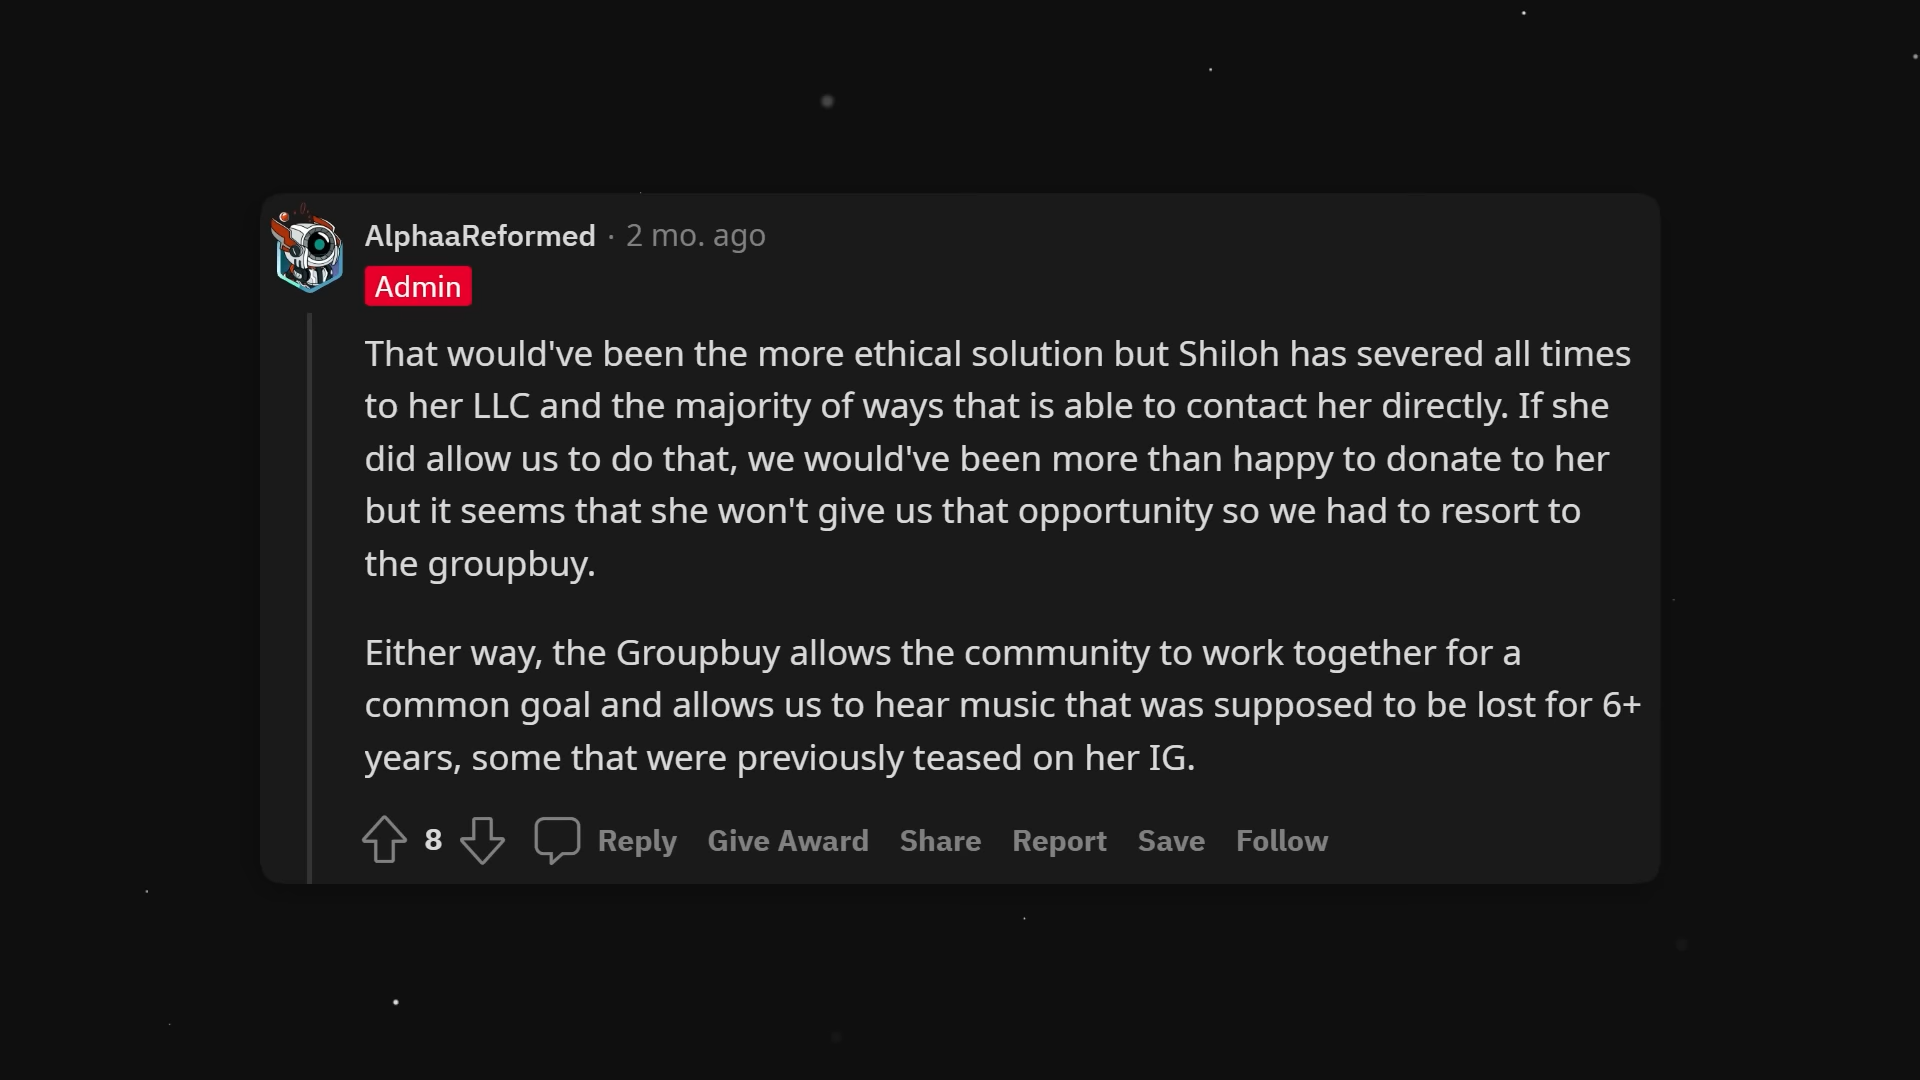 AlphaaReformed · 2 mo. ago
Admin
That would've been the more ethical solution but Shiloh has severed all times
to her LLC and the majority of ways that is able to contact her directly. If she
did allow us to do that, we would've been more than happy to donate to her
but it seems that she won't give us that opportunity so we had to resort to
the groupbuy.
Either way, the Groupbuy allows the community to work together for a
common goal and allows us to hear music that was supposed to be lost for 6+
years, some that were previously teased on her IG.
8 Reply Give Award Share Report Save Follow